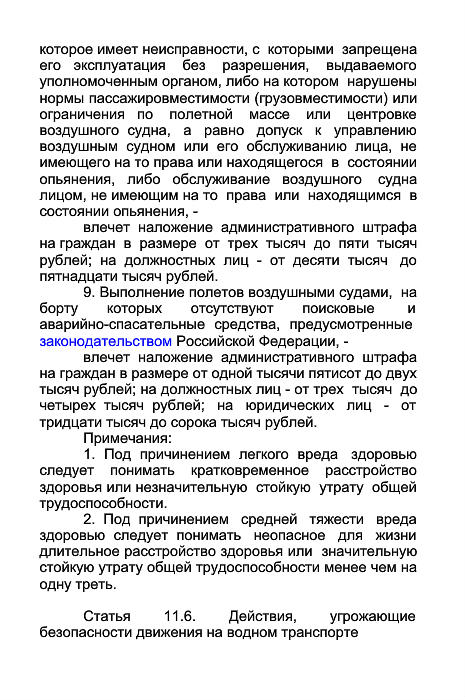 которое имеет неисправности, с которыми запрещена
его эксплуатация без разрешения, выдаваемого
уполномоченным органом, либо на котором нарушены
нормы пассажировместимости (грузовместимости) или
ограничения по полетной массе или центровке
воздушного судна, а равно допуск к управлению
воздушным судном или его обслуживанию лица, не
имеющего на то права или находящегося в состоянии
опьянения, либо обслуживание воздушного судна
лицом, не имеющим на то права или находящимся в
состоянии опьянения, -
влечет наложение административного штрафа
на граждан в размере от трех тысяч до пяти тысяч
рублей; на должностных лиц - от десяти тысяч до
пятнадцати тысяч рублей.
9. Выполнение полетов воздушными судами, на
борту которых отсутствуют поисковые и
аварийно-спасательные средства, предусмотренные
законодательством Российской Федерации, -
влечет наложение административного штрафа
на граждан в размере от одной тысячи пятисот до двух
тысяч рублей; на должностных лиц - от трех тысяч до
четырех тысяч рублей; на юридических лиц - от
тридцати тысяч до сорока тысяч рублей.
Примечания:
1. Под причинением легкого вреда здоровью
следует понимать кратковременное расстройство
здоровья или незначительную стойкую утрату общей
трудоспособности.
2. Под причинением средней тяжести вреда
здоровью следует понимать неопасное для жизни
длительное расстройство здоровья или значительную
стойкую утрату общей трудоспособности менее чем на
одну треть.
Статья 11.6. Действия, угрожающие
безопасности движения на водном транспорте